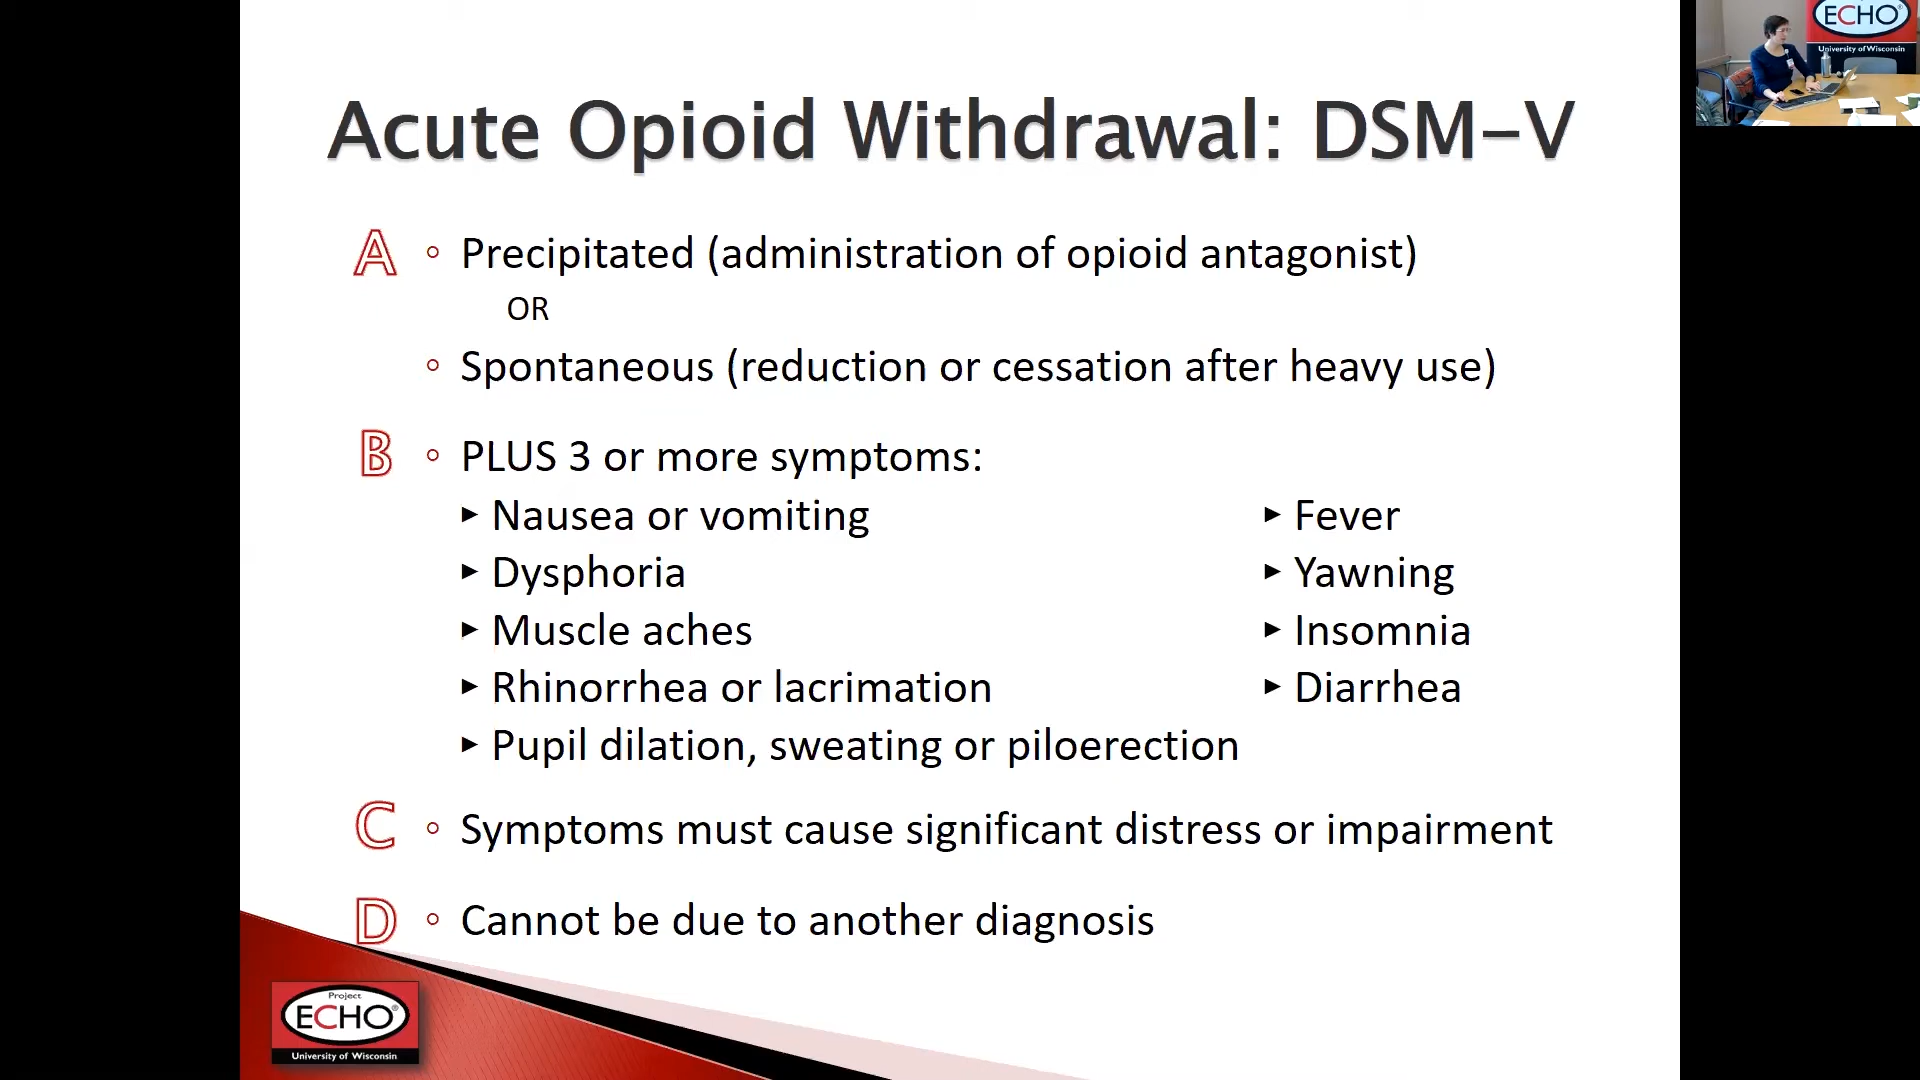 Acute Opioid Withdrawal: DSM-V
A ◦ Precipitated (administration of opioid antagonist)
OR
◦ Spontaneous (reduction or cessation after heavy use)
B ◦ PLUS 3 or more symptoms:
▸ Nausea or vomiting
▸ Dysphoria
▸ Muscle aches
▸ Rhinorrhea or lacrimation
▸ Pupil dilation, sweating or piloerection
▸ Fever
▸ Yawning
▸ Insomnia
▸ Diarrhea
C ◦ Symptoms must cause significant distress or impairment
D ◦ Cannot be due to another diagnosis
Project
ECHO®
University of Wisconsin
ECHO®
University of Wisconsin